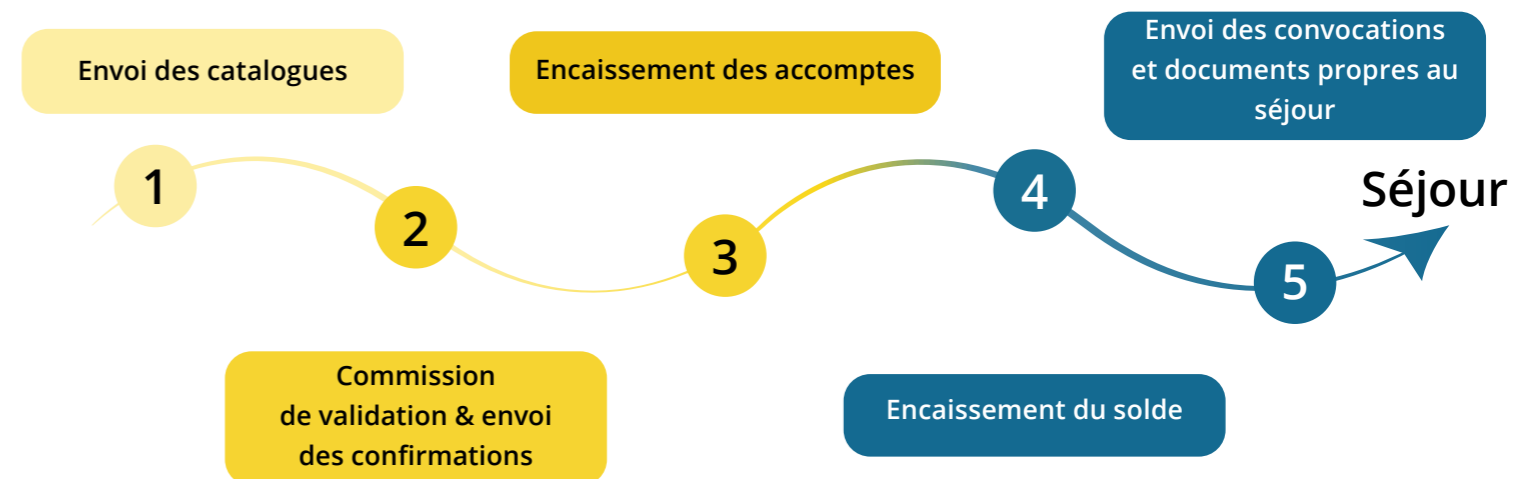 Envoi des catalogues
Encaissement des accomptes
Envoi des convocations
et documents propres au
séjour
1
2
3
4
5
Séjour
Commission
de validation & envoi
des confirmations
Encaissement du solde